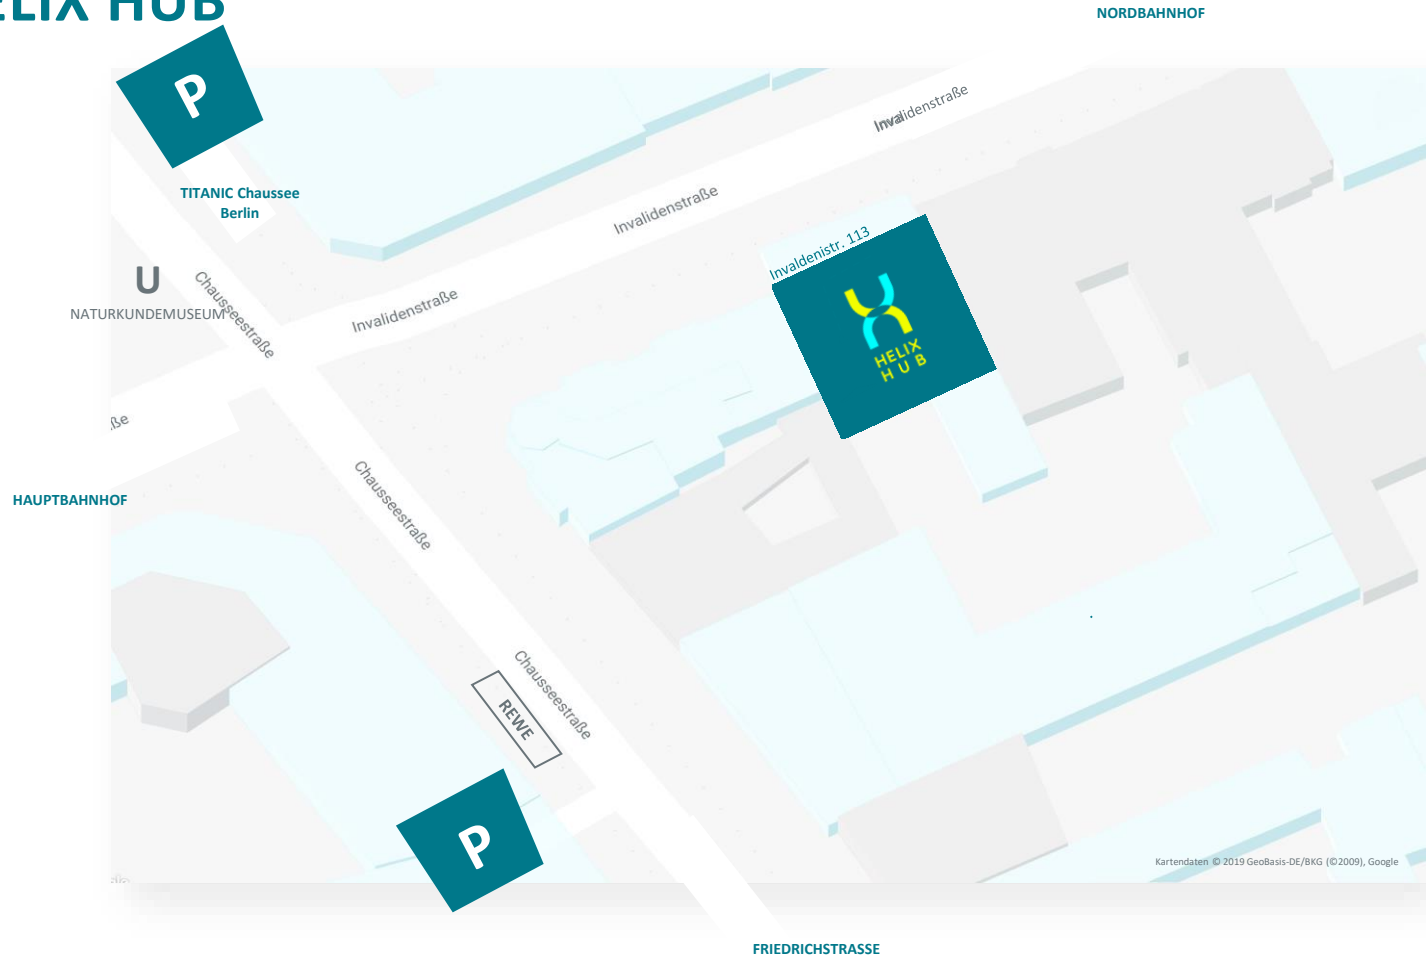 ELIX HUB
NORDBAHNHOF
P
TITANIC Chaussee
Berlin
Invalidenstraße
Invalidenstraße
Invaldenistr. 113
HELIX
HUB
U
NATURKUNDEMUSEUM
Chausseestraße
Invalidenstraße
ße
HAUPTBAHNHOF
Chausseestraße
Chausseestraße
REWE
P
Kartendaten © 2019 GeoBasis-DE/BKG (©2009), Google
FRIEDRICHSTRASSE